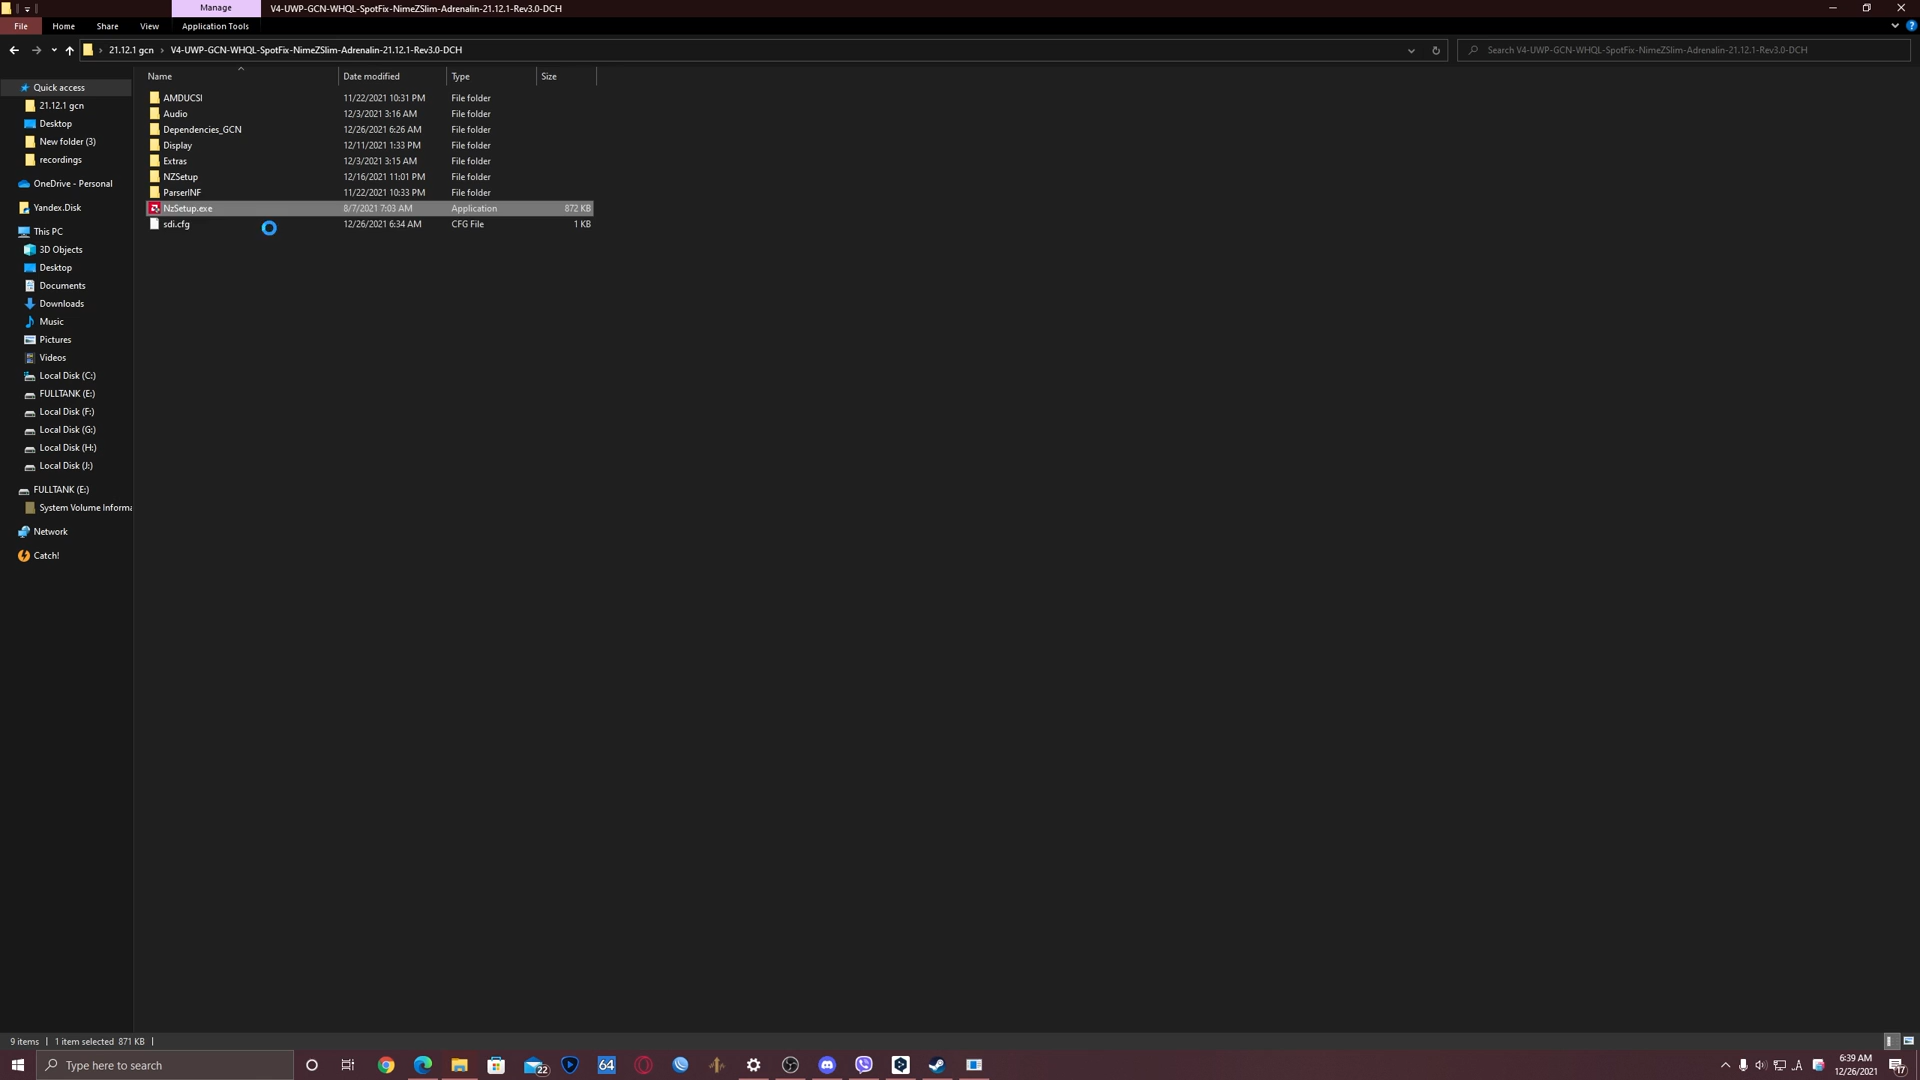 Manage
V4-UWP-GCN-WHQL-SpotFix-NimeZSlim-Adrenalin-21.12.1-Rev3.0-DCH
File
Home
Share
View
Application Tools
21.12.1 gcn
V4-UWP-GCN-WHQL-SpotFix-NimeZSlim-Adrenalin-21.12.1-Rev3.0-DCH
Search V4-UWP-GCN-WHQL-SpotFix-NimeZSlim-Adrenalin-21.12.1-Rev3.0-DCH
Name Date modified Type Size
AMDUCSI 11/22/2021 10:31 PM File folder
Audio 12/3/2021 3:16 AM File folder
Dependencies_GCN 12/26/2021 6:26 AM File folder
Display 12/11/2021 1:33 PM File folder
Extras 12/3/2021 3:15 AM File folder
NZSetup 12/16/2021 11:01 PM File folder
ParserINF 11/22/2021 10:33 PM File folder
NzSetup.exe 8/7/2021 7:03 AM Application 872 KB
sdi.cfg 12/26/2021 6:34 AM CFG File 1 KB
Quick access
21.12.1 gcn
Desktop
New folder (3)
recordings
OneDrive - Personal
Yandex.Disk
This PC
3D Objects
Desktop
Documents
Downloads
Music
Pictures
Videos
Local Disk (C:)
FULLTANK (E:)
Local Disk (F:)
Local Disk (G:)
Local Disk (H:)
Local Disk (J:)
FULLTANK (E:)
System Volume Informa
Network
Catch!
9 items 1 item selected 871 KB
Type here to search
22
64
6:39 AM
12/26/2021
17